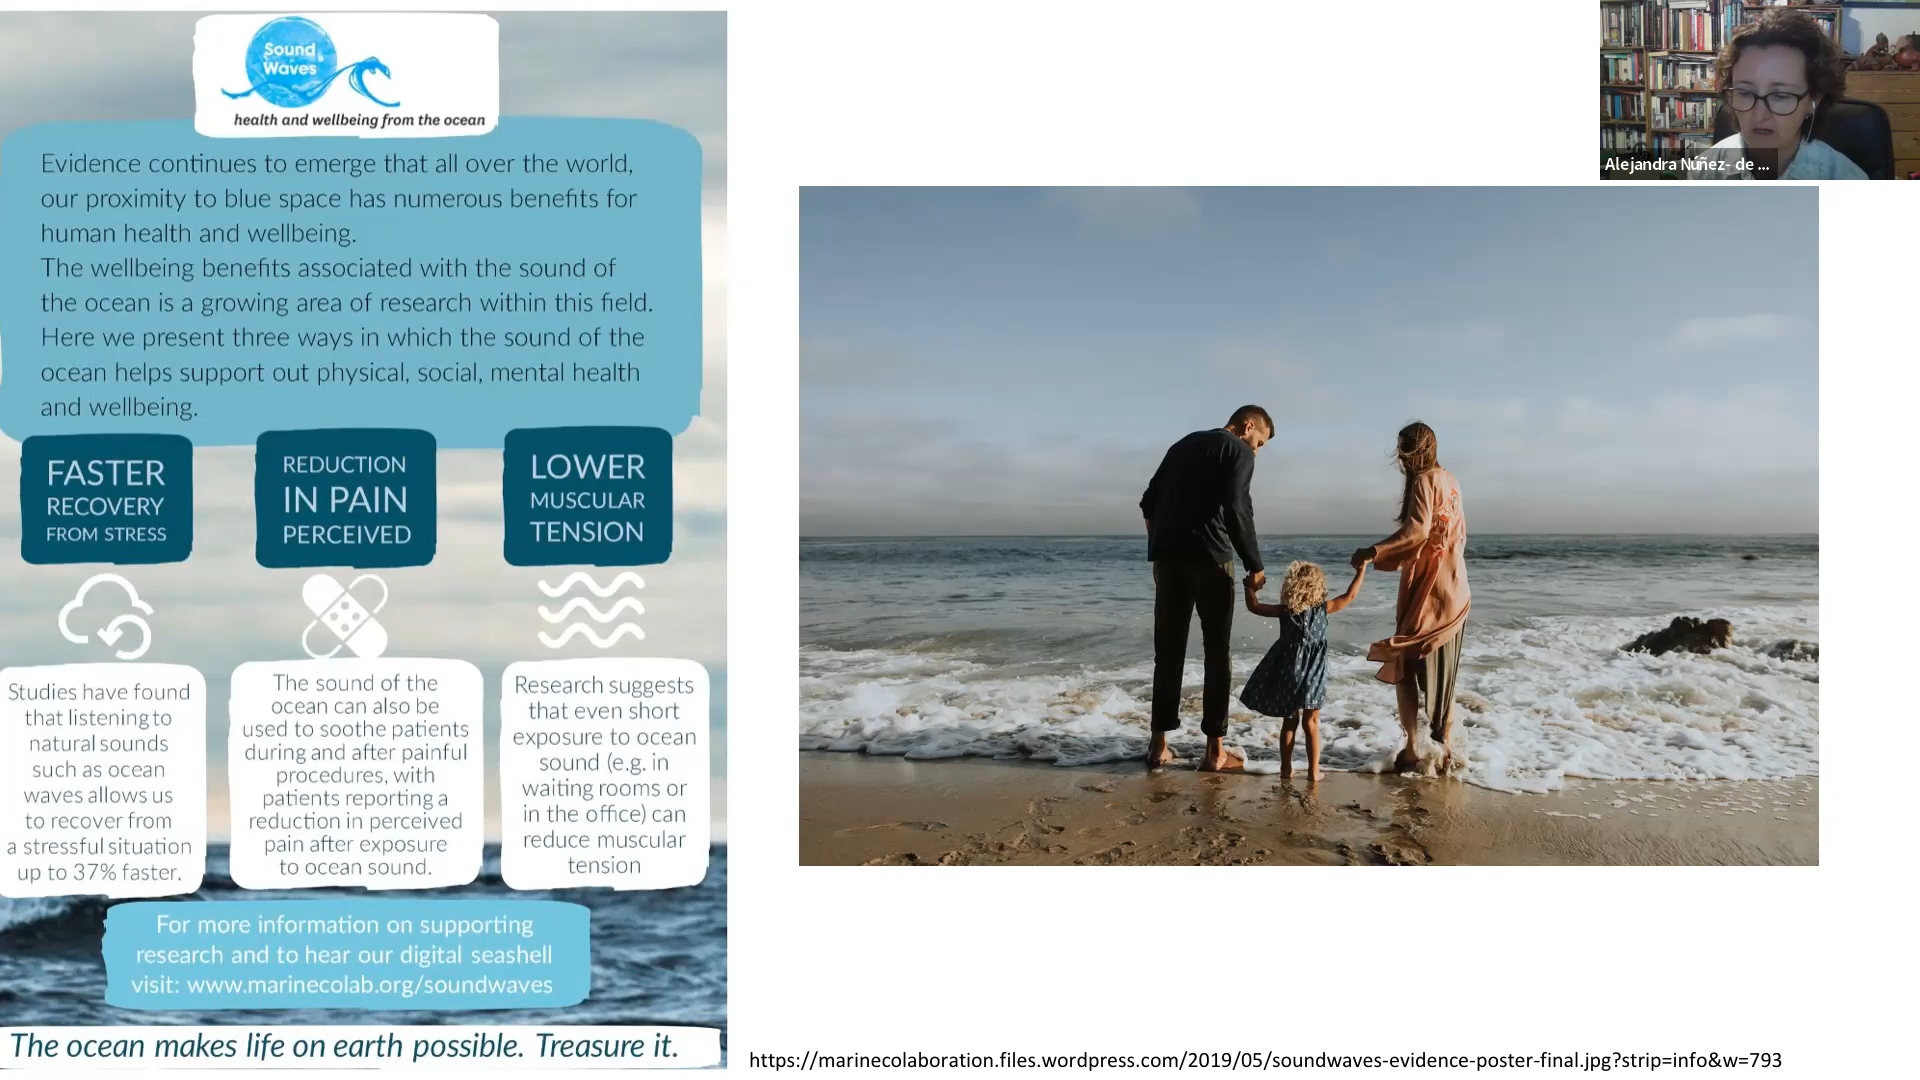 Sound
Waves
health and wellbeing from the ocean
Evidence continues to emerge that all over the world,
our proximity to blue space has numerous benefits for
human health and wellbeing.
The wellbeing benefits associated with the sound of
the ocean is a growing area of research within this field.
Here we present three ways in which the sound of the
ocean helps support out physical, social, mental health
and wellbeing.
FASTER
RECOVERY
FROM STRESS
REDUCTION
IN PAIN
PERCEIVED
LOWER
MUSCULAR
TENSION
Studies have found
that listening to
natural sounds
such as ocean
waves allows us
to recover from
a stressful situation
up to 37% faster.
The sound of the
ocean can also be
used to soothe patients
during and after painful
procedures, with
patients reporting a
reduction in perceived
pain after exposure
to ocean sound.
Research suggests
that even short
exposure to ocean
sound (e.g. in
waiting rooms or
in the office) can
reduce muscular
tension
For more information on supporting
research and to hear our digital seashell
visit: www.marinecolab.org/soundwaves
The ocean makes life on earth possible. Treasure it.
Alejandra Núñez- de ...
https://marinecolaboration.files.wordpress.com/2019/05/soundwaves-evidence-poster-final.jpg?strip=info&w=793